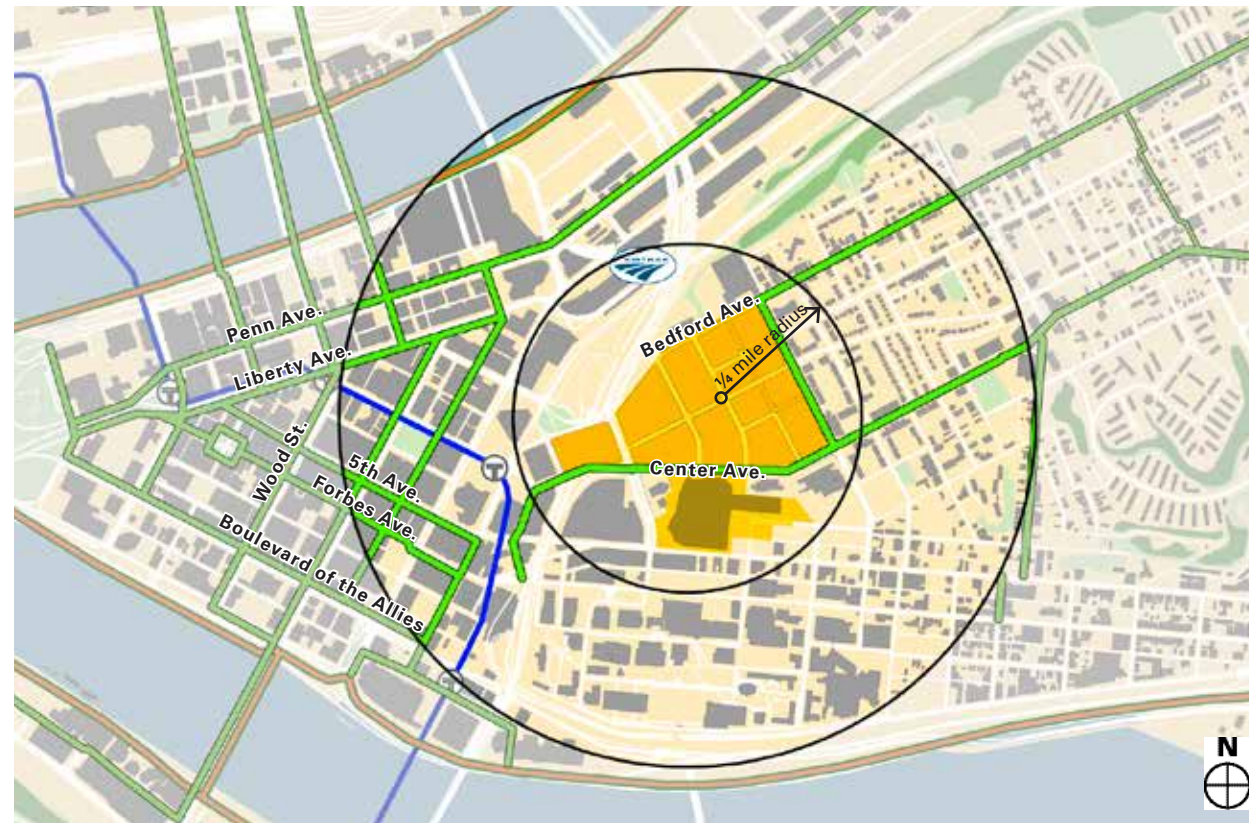 Penn Ave.
Liberty Ave.
Bedford Ave.
¼ mile radius
Center Ave.
Wood St.
5th Ave.
Forbes Ave.
Boulevard of the Allies
T
T
N